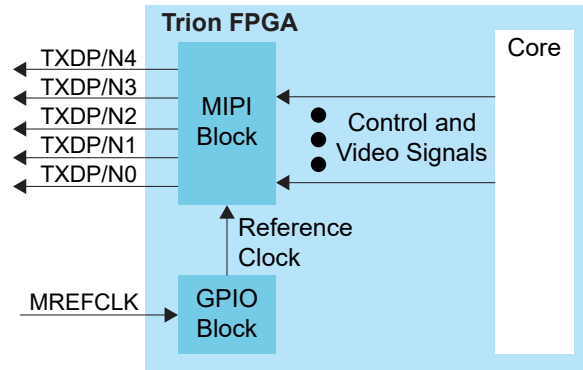 Trion FPGA
TXDP/N4
TXDP/N3
TXDP/N2
TXDP/N1
TXDP/N0
MIPI
Block
Control and
Video Signals
Core
Reference
Clock
MREFCLK
GPIO
Block